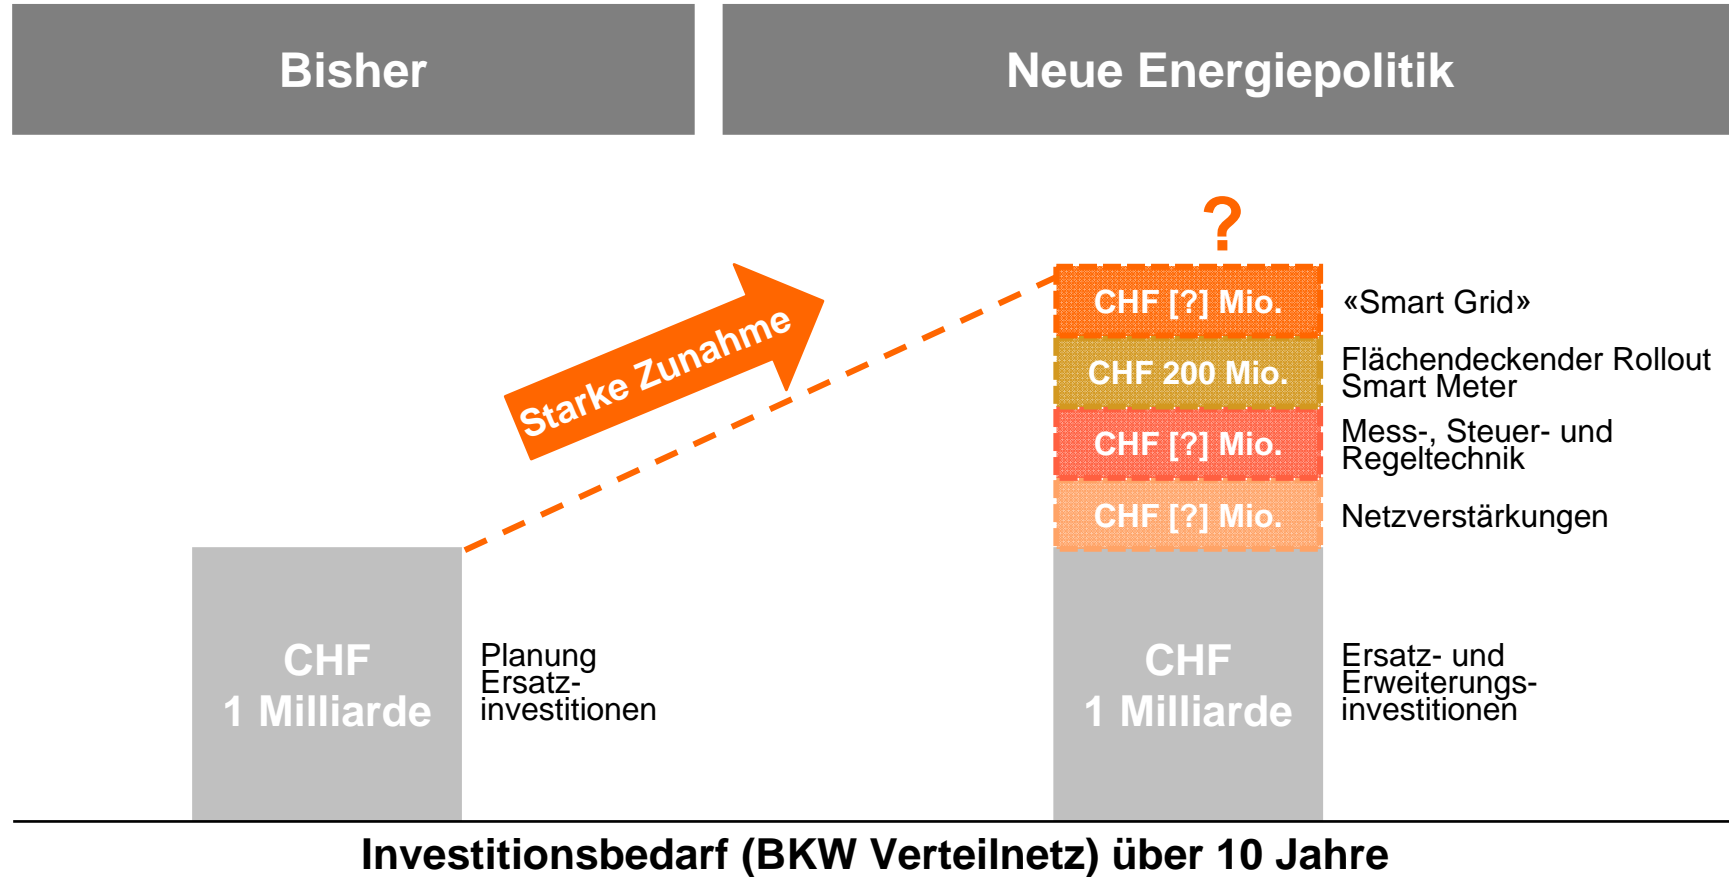 Bisher
Neue Energiepolitik
?
Starke Zunahme
CHF [?] Mio.
«Smart Grid»
CHF 200 Mio.
Flächendeckender Rollout
Smart Meter
CHF [?] Mio.
Mess-, Steuer- und
Regeltechnik
CHF [?] Mio.
Netzverstärkungen
CHF
1 Milliarde
Planung
Ersatz-
investitionen
CHF
1 Milliarde
Ersatz- und
Erweiterungs-
investitionen
Investitionsbedarf (BKW Verteilnetz) über 10 Jahre